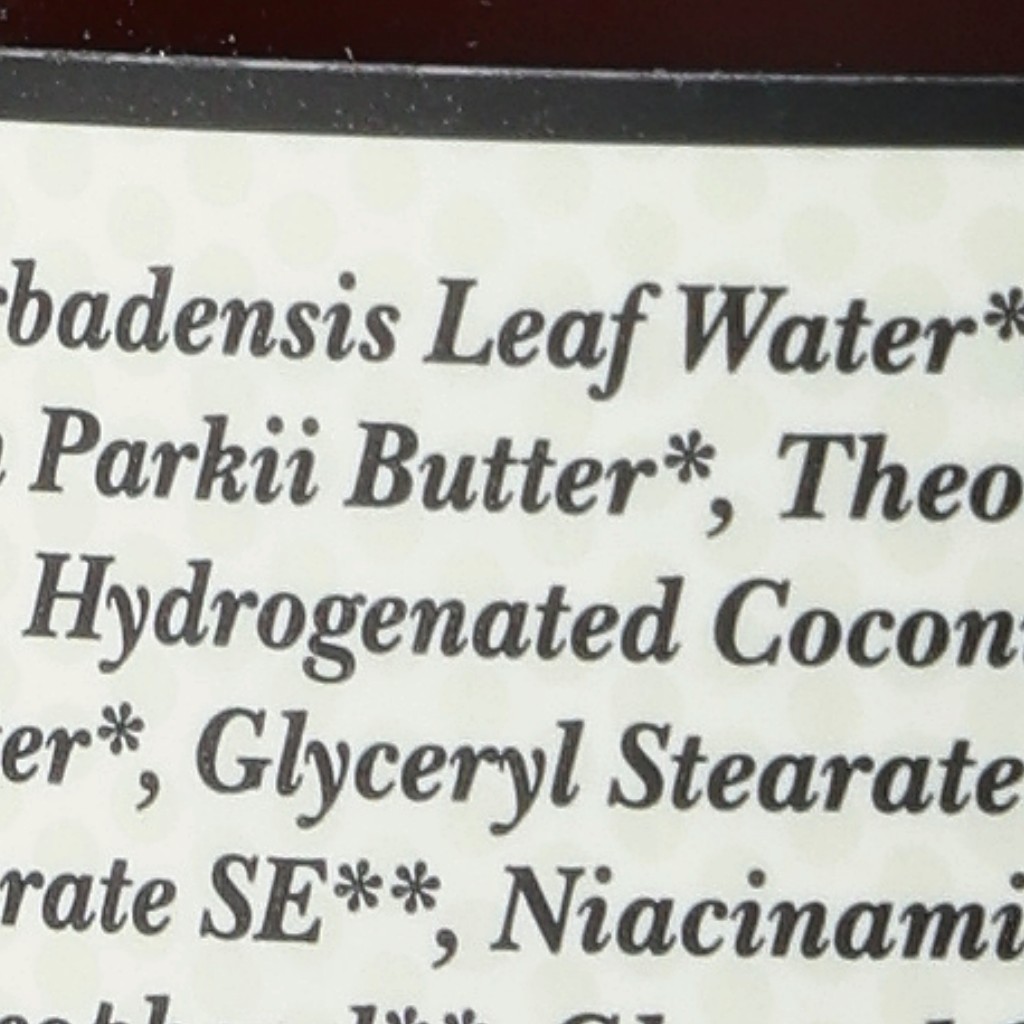 rbadensis Leaf Water*
Parkii Butter*, Theo
Hydrogenated Cocon
er*, Glyceryl Stearate
rate SE**, Niacinami